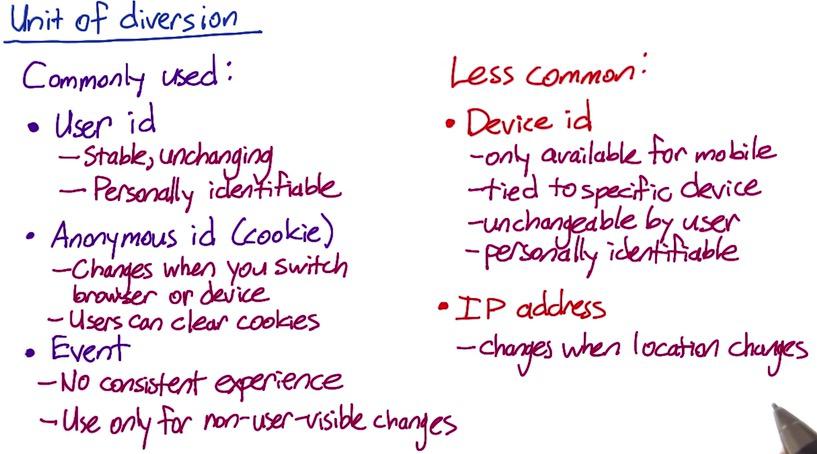 Unit of diversion
Commonly used:
• User id
– Stable, unchanging
– Personally identifiable
• Anonymous id (cookie)
– Changes when you switch
browser or device
– Users can clear cookies
• Event
– No consistent experience
– Use only for non-user-visible changes
Less common:
• Device id
– only available for mobile
– tied to specific device
– unchangeable by user
– personally identifiable
• IP address
– changes when location changes